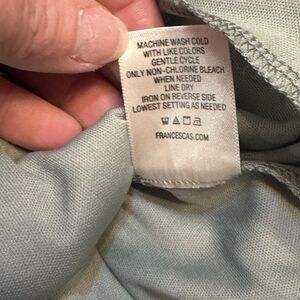 MACHINE WASH COLD
WITH LIKE COLORS
GENTLE CYCLE
ONLY NON-CHLORINE BLEACH
WHEN NEEDED
LINE DRY
IRON ON REVERSE SIDE
LOWEST SETTING AS NEEDED
FRANCESCAS.COM